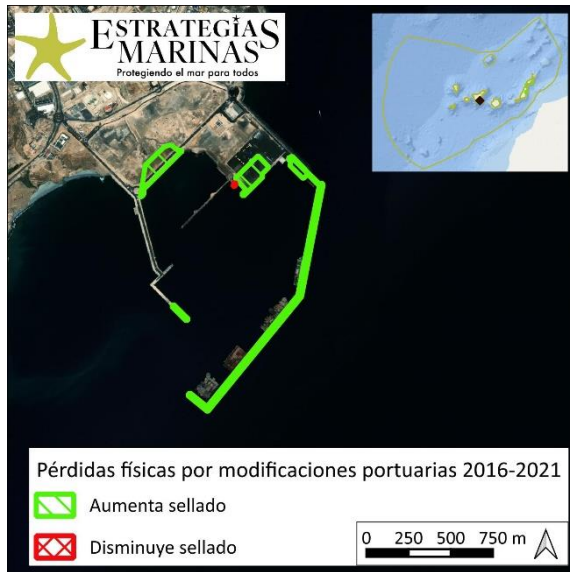 ESTRATEGIAS
MARINAS
Protegiendo el mar para todos
Pérdidas físicas por modificaciones portuarias 2016-2021
Aumenta sellado
Disminuye sellado
0 250 500 750 m